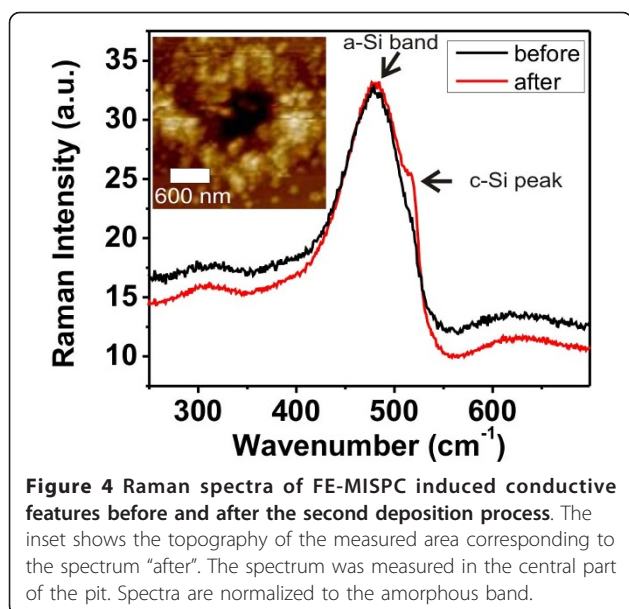 a-Si band
before
after
35
30
25
20
15
10
Raman Intensity (a.u.)
600 nm
c-Si peak
300 400 500 600
Wavenumber (cm⁻¹)
Figure 4 Raman spectra of FE-MISPC induced conductive
features before and after the second deposition process. The
inset shows the topography of the measured area corresponding to
the spectrum "after". The spectrum was measured in the central part
of the pit. Spectra are normalized to the amorphous band.